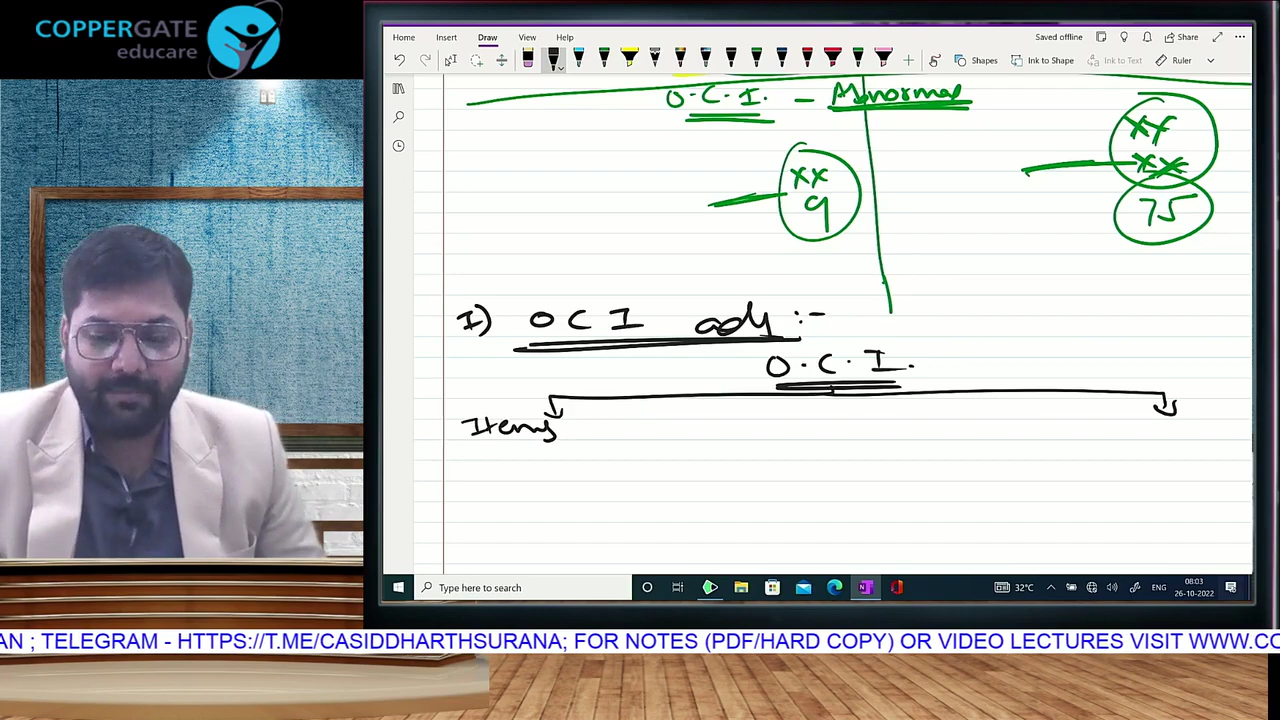 COPPERGATE
educare
Home Insert Draw View Help
Saved offline Share
Shapes Ink to Shape Ink to Text Ruler
O.C.I. - Abnormal
xx
xx
xx
9
75
I) OCI adj :-
O.C.I.
Items
Type here to search
32°C ENG 08:03 26-10-2022
AN ; TELEGRAM - HTTPS://T.ME/CASIDDHARTHSURANA; FOR NOTES (PDF/HARD COPY) OR VIDEO LECTURES VISIT WWW.CO